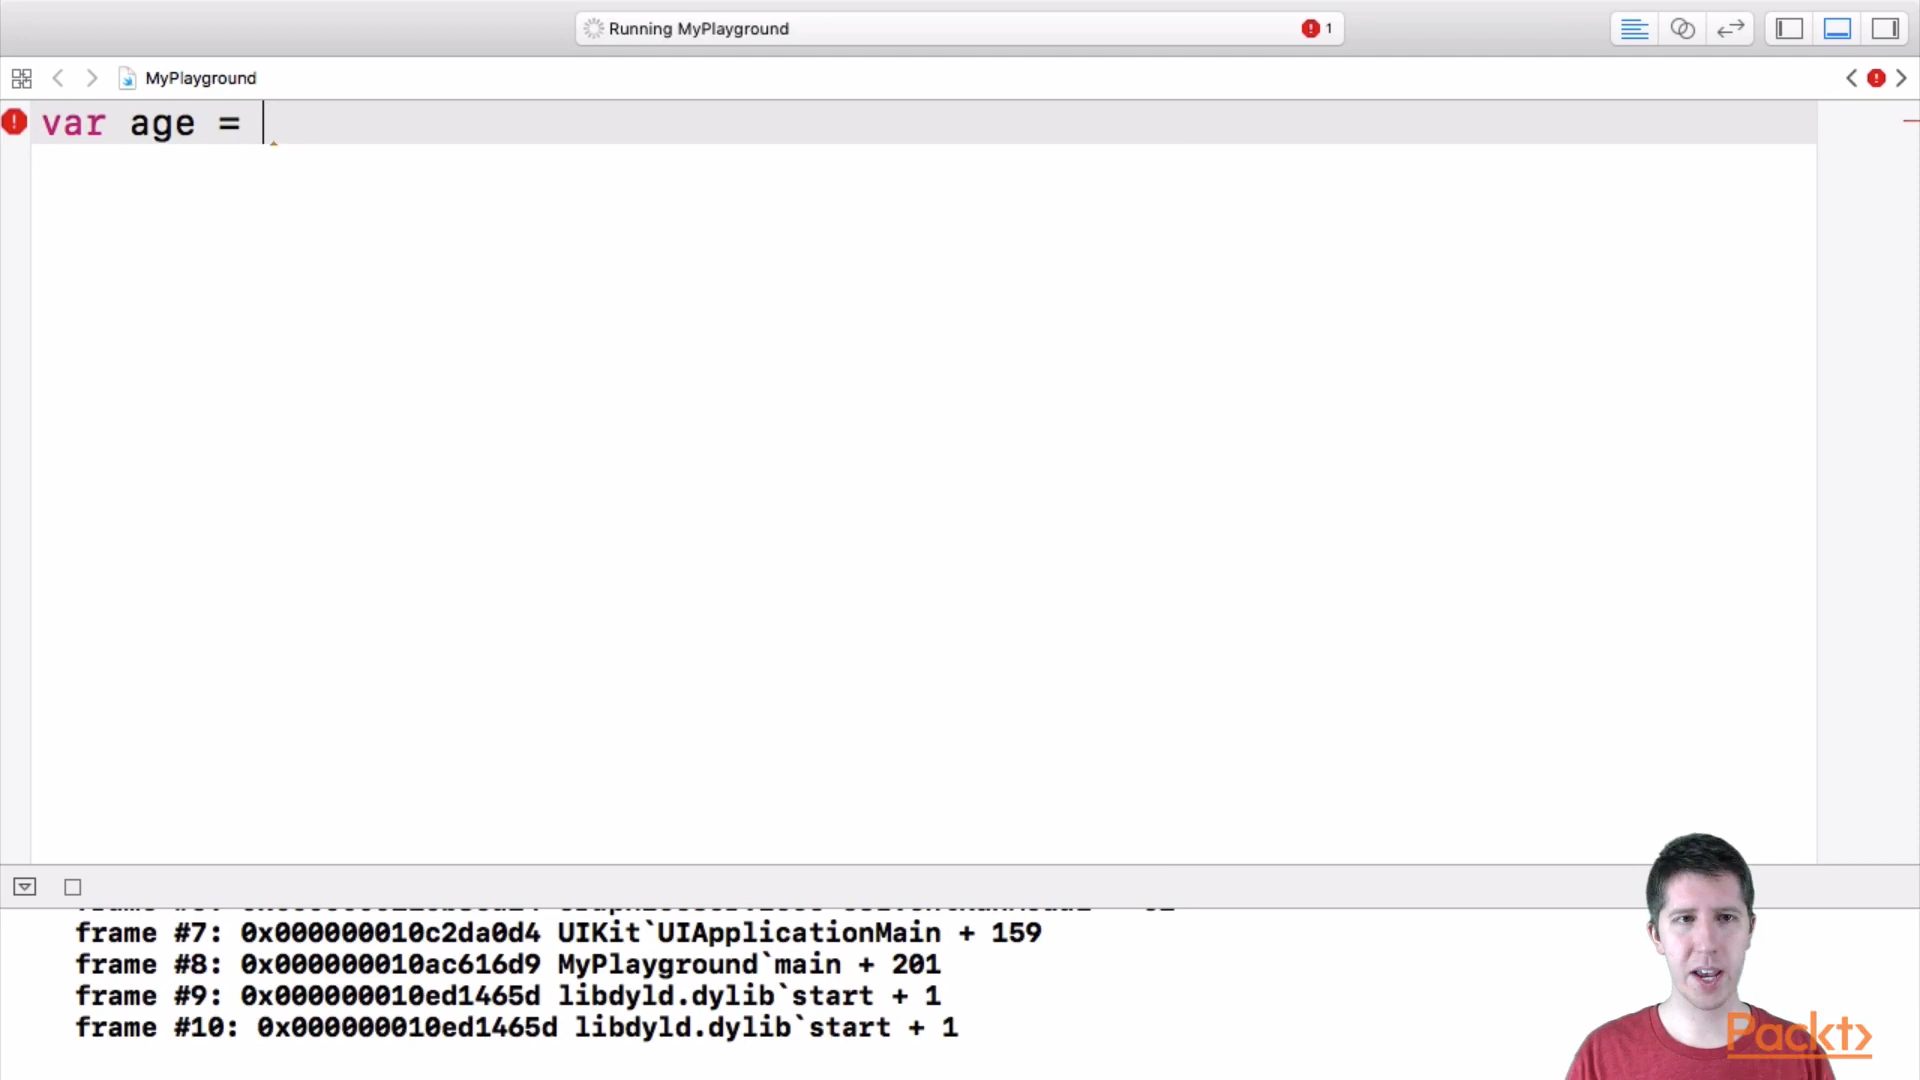 Running MyPlayground
1
MyPlayground
var age =
frame #7: 0x000000010c2da0d4 UIKit`UIApplicationMain + 159
frame #8: 0x000000010ac616d9 MyPlayground`main + 201
frame #9: 0x000000010ed1465d libdyld.dylib`start + 1
frame #10: 0x000000010ed1465d libdyld.dylib`start + 1
Packt>